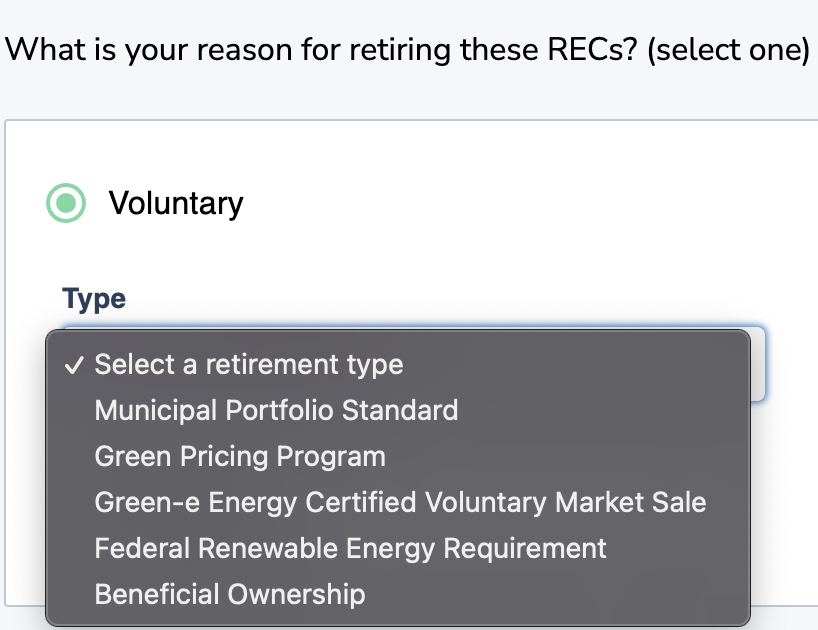 What is your reason for retiring these RECs? (select one)
Voluntary
Type
✓ Select a retirement type
Municipal Portfolio Standard
Green Pricing Program
Green-e Energy Certified Voluntary Market Sale
Federal Renewable Energy Requirement
Beneficial Ownership